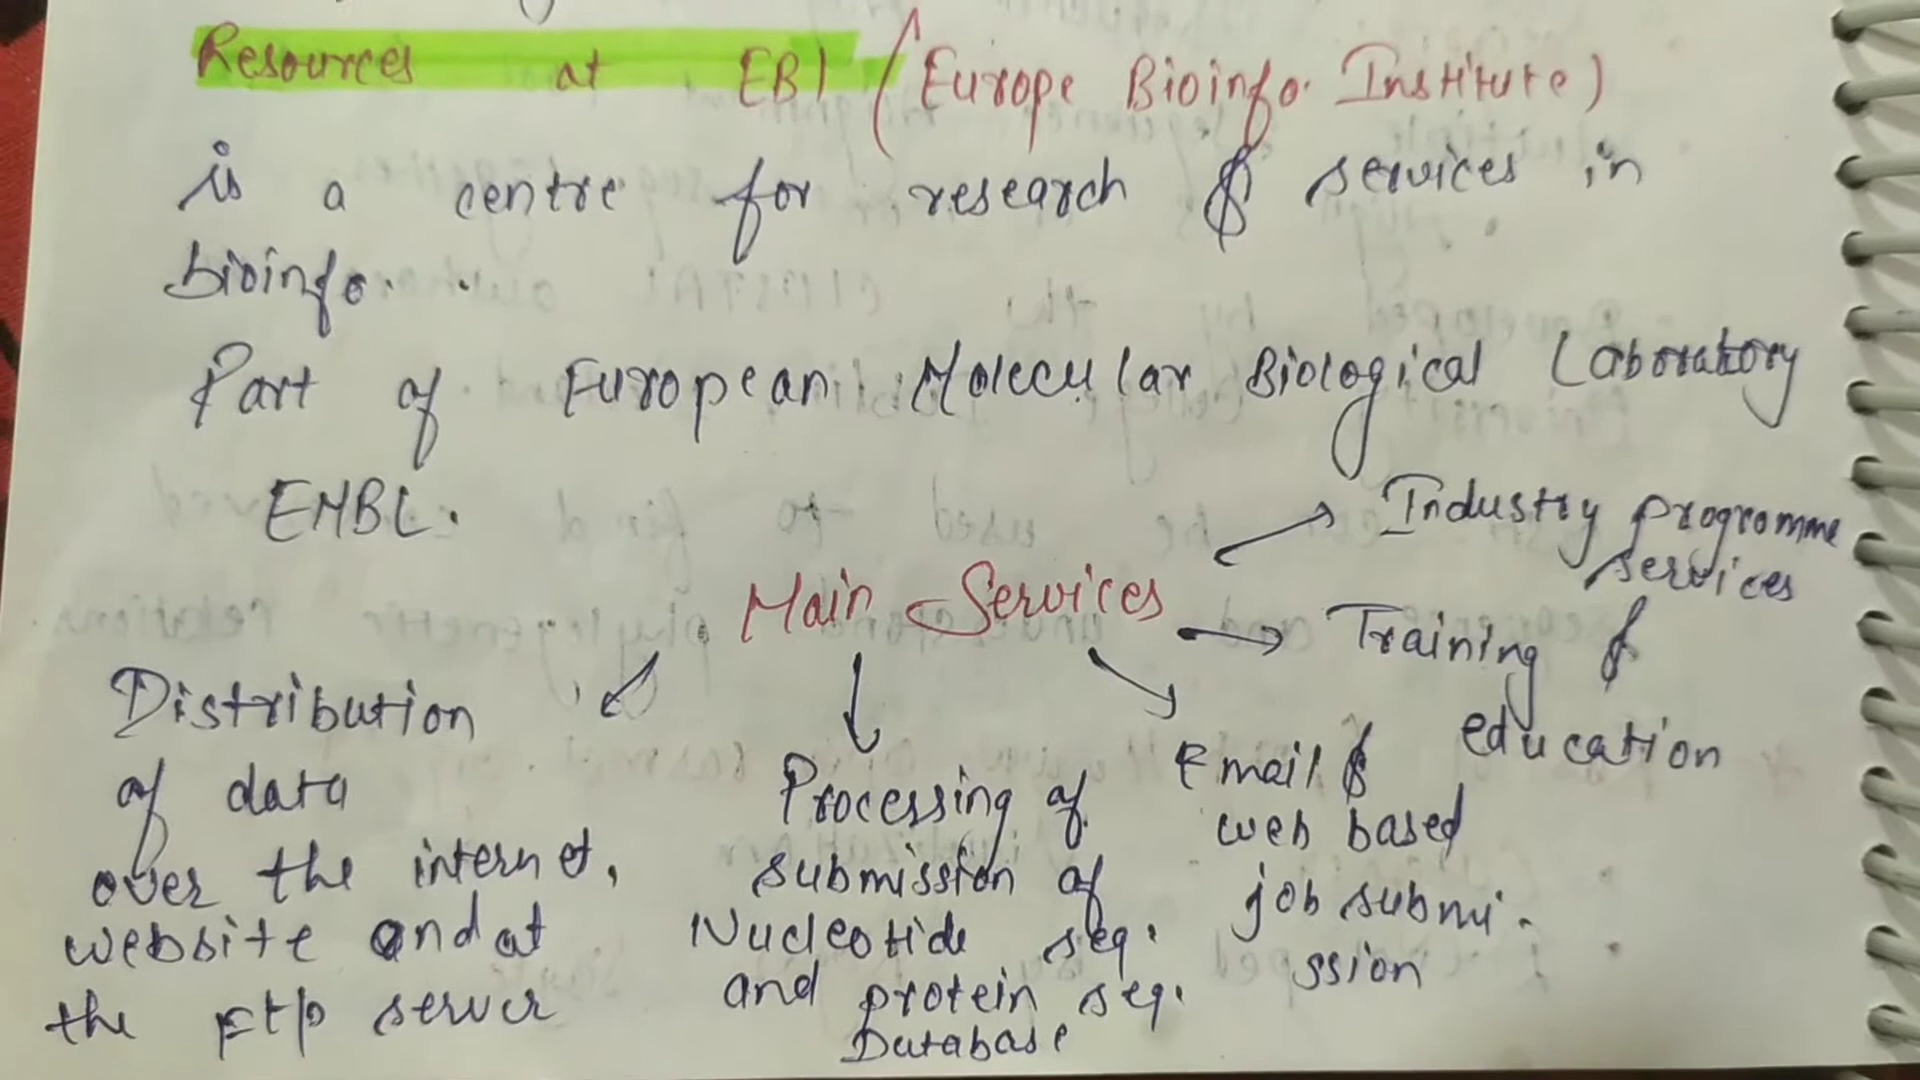 Resources at EBI (Europe Bioinfo. Institute)
is a centre for research & services in
bioinfo.
Part of European Molecular Biological Laboratory
EMBL.
Industry programme
services
Main Services
Training &
education
Distribution
of data
over the internet,
website and at
the Ftp server
Processing of
submission of
Nucleotide seq.
and protein seq.
Database
Email &
web based
job submi-
ssion